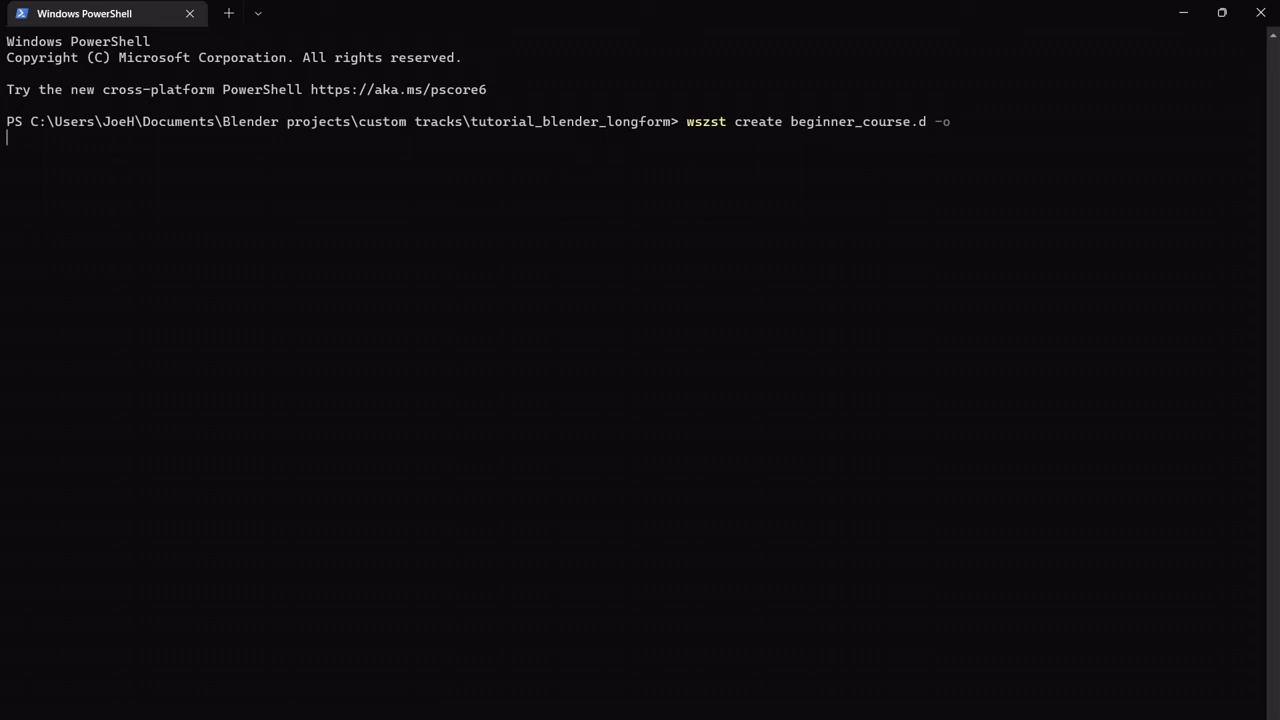 Windows PowerShell
Windows PowerShell
Copyright (C) Microsoft Corporation. All rights reserved.
Try the new cross-platform PowerShell https://aka.ms/pscore6
PS C:\Users\JoeH\Documents\Blender projects\custom tracks\tutorial_blender_longform> wszst create beginner_course.d -o